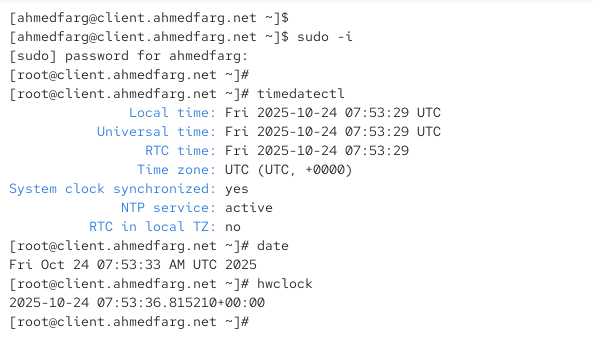 [ahmedfarg@client.ahmedfarg.net ~]$
[ahmedfarg@client.ahmedfarg.net ~]$ sudo -i
[sudo] password for ahmedfarg:
[root@client.ahmedfarg.net ~]#
[root@client.ahmedfarg.net ~]# timedatectl
Local time: Fri 2025-10-24 07:53:29 UTC
Universal time: Fri 2025-10-24 07:53:29 UTC
RTC time: Fri 2025-10-24 07:53:29
Time zone: UTC (UTC, +0000)
System clock synchronized: yes
NTP service: active
RTC in local TZ: no
[root@client.ahmedfarg.net ~]# date
Fri Oct 24 07:53:33 AM UTC 2025
[root@client.ahmedfarg.net ~]# hwclock
2025-10-24 07:53:36.815210+00:00
[root@client.ahmedfarg.net ~]#